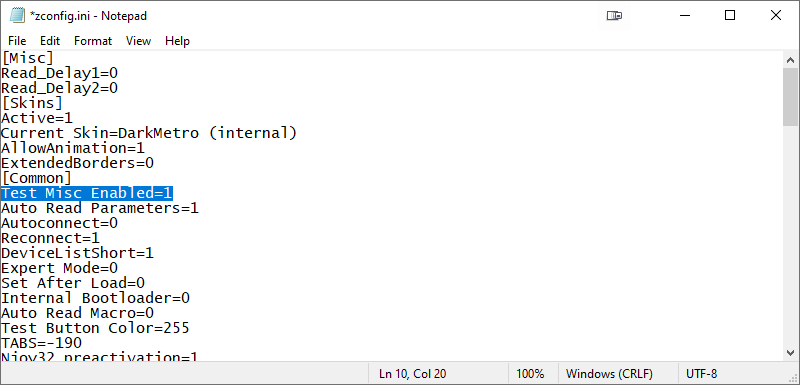 *zconfig.ini - Notepad
File Edit Format View Help
[Misc]
Read_Delay1=0
Read_Delay2=0
[Skins]
Active=1
Current Skin=DarkMetro (internal)
AllowAnimation=1
ExtendedBorders=0
[Common]
Test Misc Enabled=1
Auto Read Parameters=1
Autoconnect=0
Reconnect=1
DeviceListShort=1
Expert Mode=0
Set After Load=0
Internal Bootloader=0
Auto Read Macro=0
Test Button Color=255
TABS=-190
Njoy32 preactivation=1
Ln 10, Col 20 100% Windows (CRLF) UTF-8